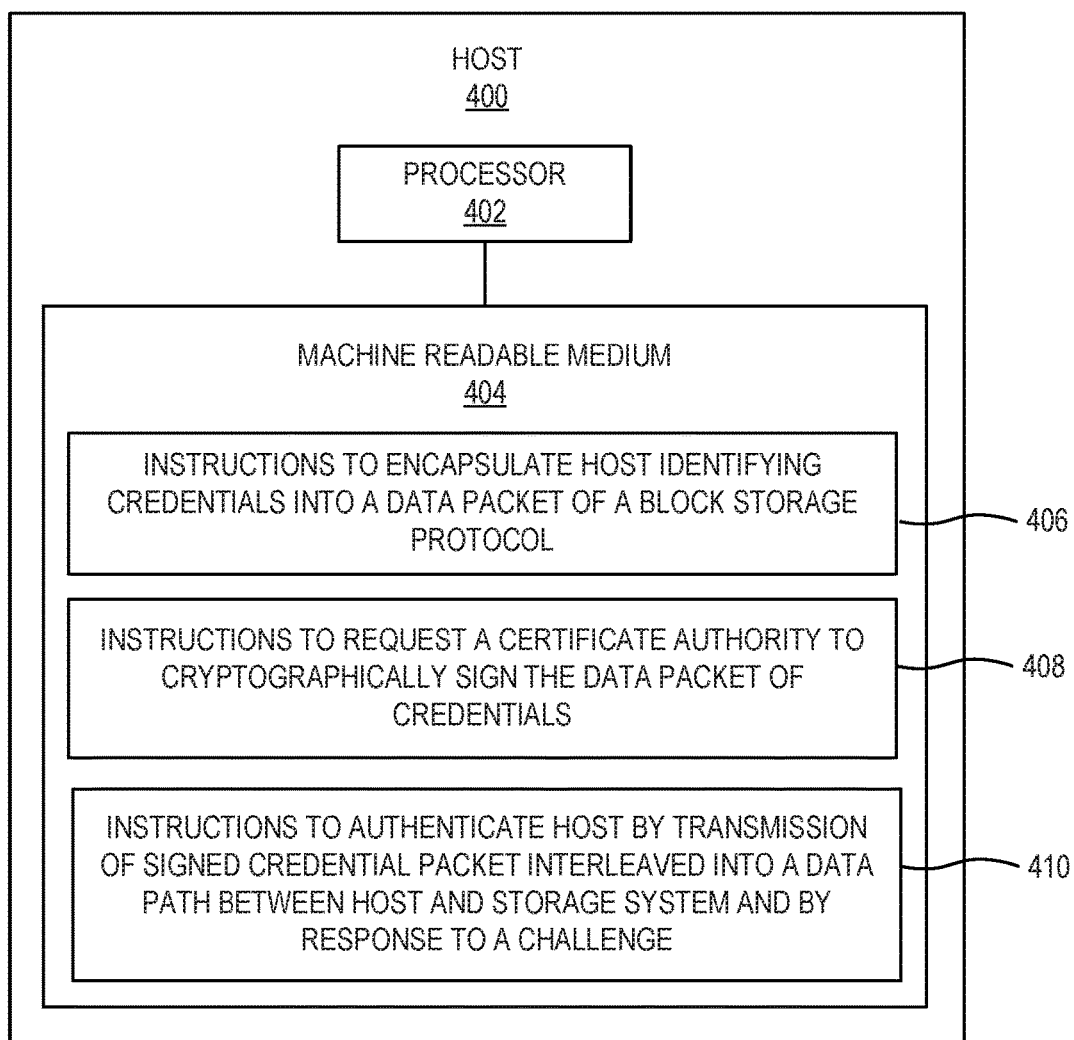 HOST
400
PROCESSOR
402
MACHINE READABLE MEDIUM
404
INSTRUCTIONS TO ENCAPSULATE HOST IDENTIFYING
CREDENTIALS INTO A DATA PACKET OF A BLOCK STORAGE
PROTOCOL
406
INSTRUCTIONS TO REQUEST A CERTIFICATE AUTHORITY TO
CRYPTOGRAPHICALLY SIGN THE DATA PACKET OF
CREDENTIALS
408
INSTRUCTIONS TO AUTHENTICATE HOST BY TRANSMISSION
OF SIGNED CREDENTIAL PACKET INTERLEAVED INTO A DATA
PATH BETWEEN HOST AND STORAGE SYSTEM AND BY
RESPONSE TO A CHALLENGE
410